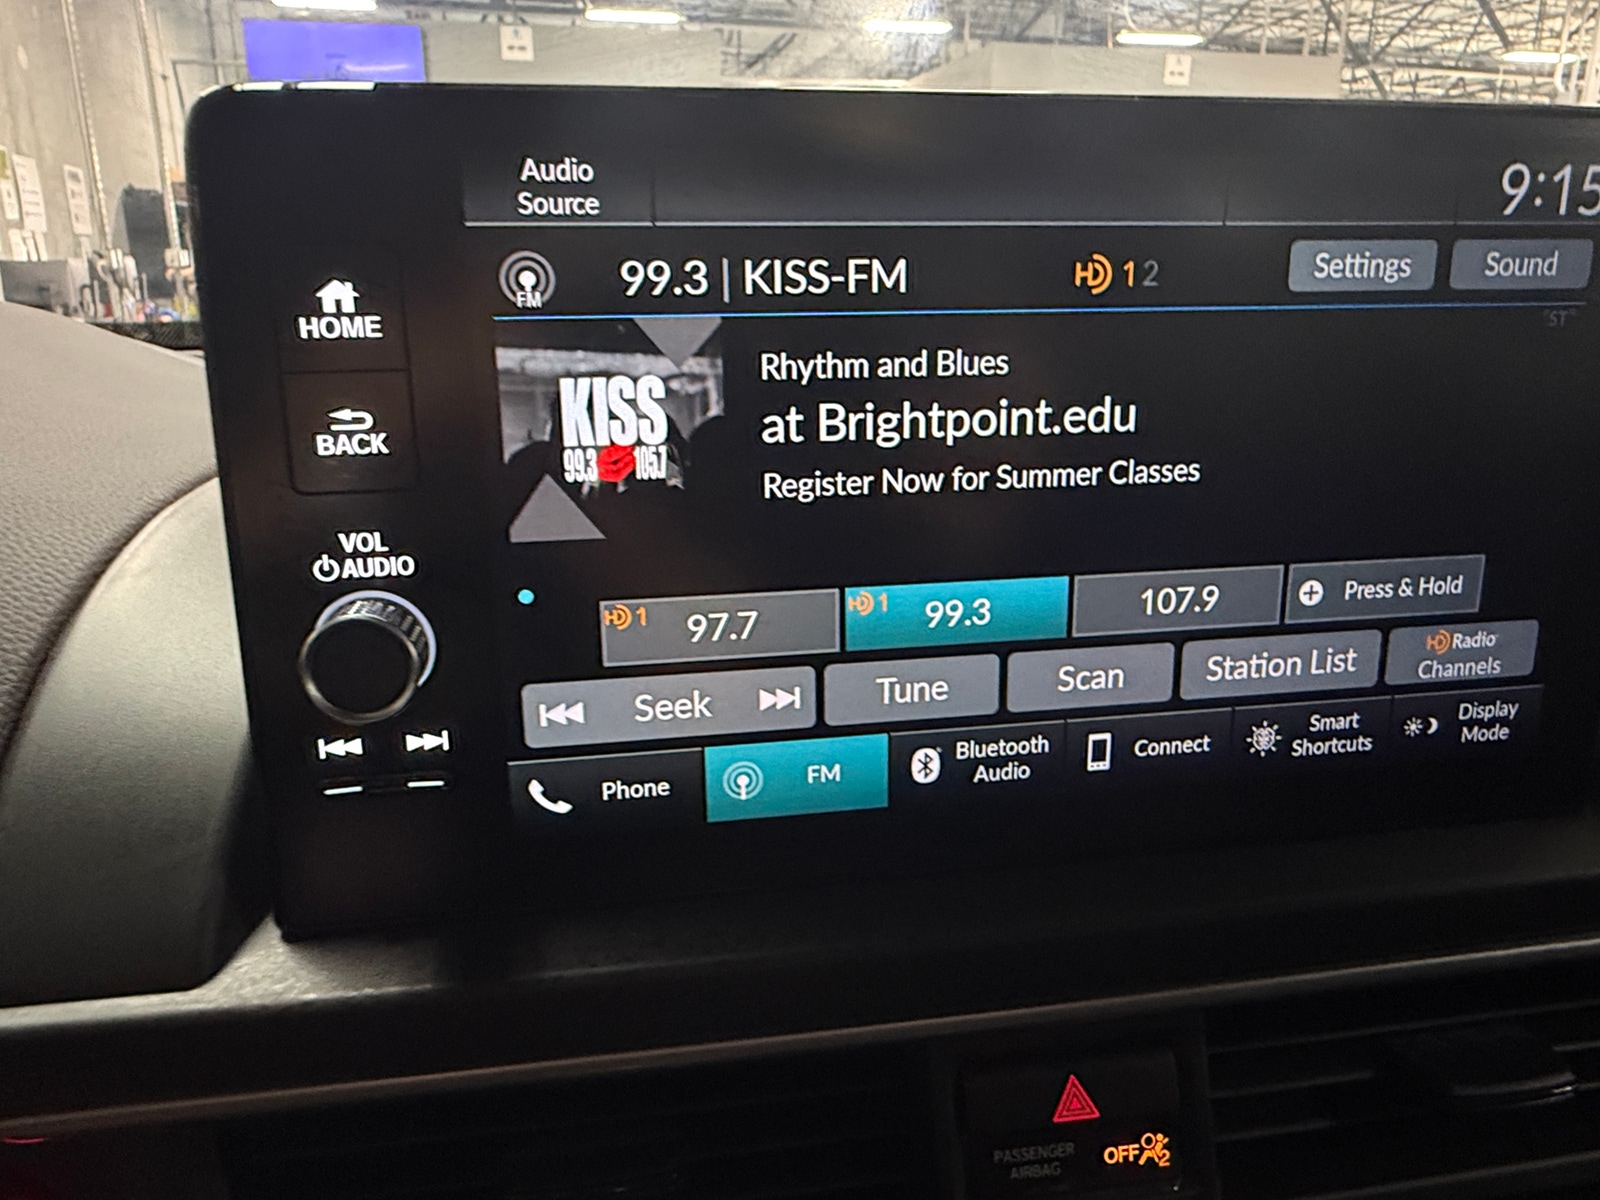 Audio
Source
9:15
FM
99.3 | KISS-FM
HD 1 2
Settings
Sound
"ST"
HOME
BACK
VOL
AUDIO
KISS
99.3 105.7
Rhythm and Blues
at Brightpoint.edu
Register Now for Summer Classes
HD 1 97.7
HD 1 99.3
107.9
Press & Hold
Seek
Tune
Scan
Station List
HD Radio
Channels
Phone
FM
Bluetooth
Audio
Connect
Smart
Shortcuts
Display
Mode
PASSENGER
AIRBAG
OFF 2